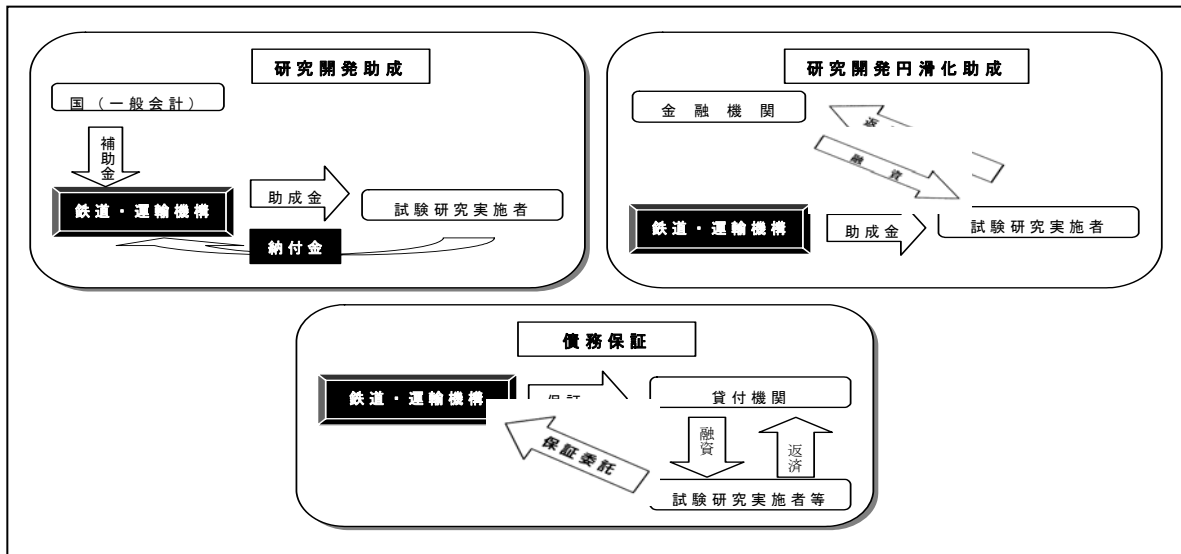 研究開発助成
国（一般会計）
補助金
鉄道・運輸機構
助成金
試験研究実施者
納付金
研究開発円滑化助成
金融機関
返
融資
鉄道・運輸機構
助成金
試験研究実施者
債務保証
鉄道・運輸機構
保証
貸付機関
保証委託
融資
返済
試験研究実施者等